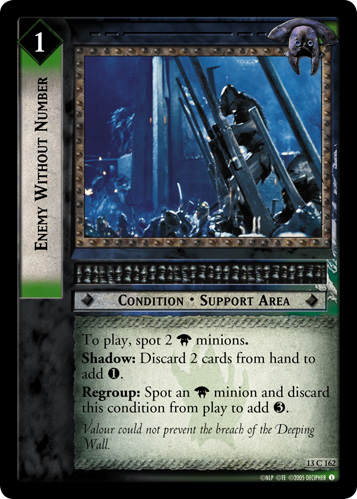 1
Enemy Without Number
Condition • Support Area
To play, spot 2 minions.
Shadow: Discard 2 cards from hand to
add 1.
Regroup: Spot an minion and discard
this condition from play to add 3.
Valour could not prevent the breach of the Deeping
Wall.
13 C 162
©NLP ©TE ©2005 DECIPHER